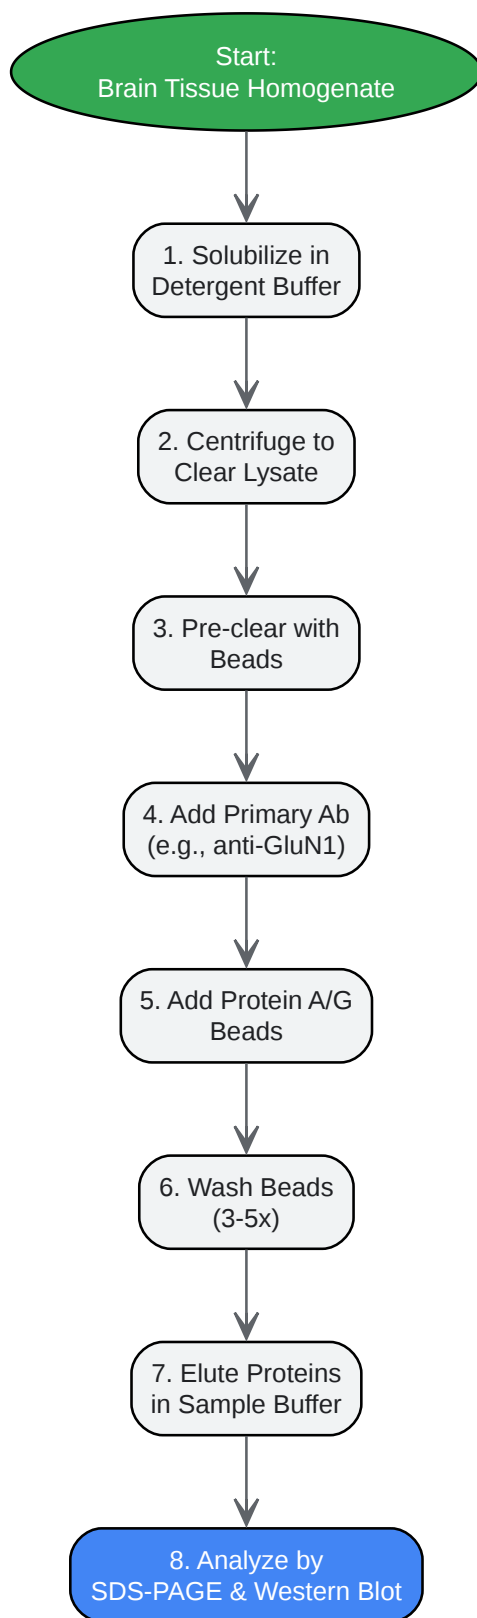 Start:
Brain Tissue Homogenate
1. Solubilize in
Detergent Buffer
2. Centrifuge to
Clear Lysate
3. Pre-clear with
Beads
4. Add Primary Ab
(e.g., anti-GluN1)
5. Add Protein A/G
Beads
6. Wash Beads
(3-5x)
7. Elute Proteins
in Sample Buffer
8. Analyze by
SDS-PAGE & Western Blot